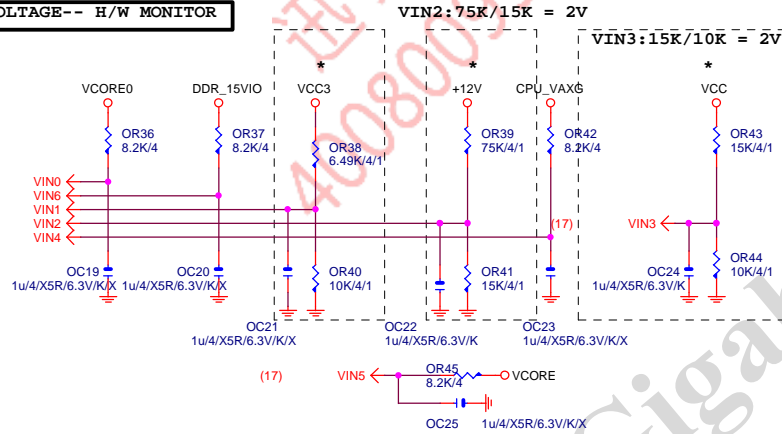 OLTAGE-- H/W MONITOR
VIN2:75K/15K = 2V
VIN3:15K/10K = 2V
*
*
*
VCORE0
DDR_15VIO
VCC3
+12V
CPU_VAXG
VCC
OR36
8.2K/4
OR37
8.2K/4
OR38
6.49K/4/1
OR39
75K/4/1
OR42
8.2K/4
OR43
15K/4/1
VIN0
VIN6
VIN1
VIN2
VIN4
(17)
VIN3
OC19
1u/4/X5R/6.3V/K/X
OC20
1u/4/X5R/6.3V/K/X
OR40
10K/4/1
OR41
15K/4/1
OC24
1u/4/X5R/6.3V/K
OR44
10K/4/1
OC21
1u/4/X5R/6.3V/K/X
OC22
1u/4/X5R/6.3V/K
OC23
1u/4/X5R/6.3V/K/X
(17)
VIN5
OR45
8.2K/4
VCORE
OC25
1u/4/X5R/6.3V/K/X
Gigab